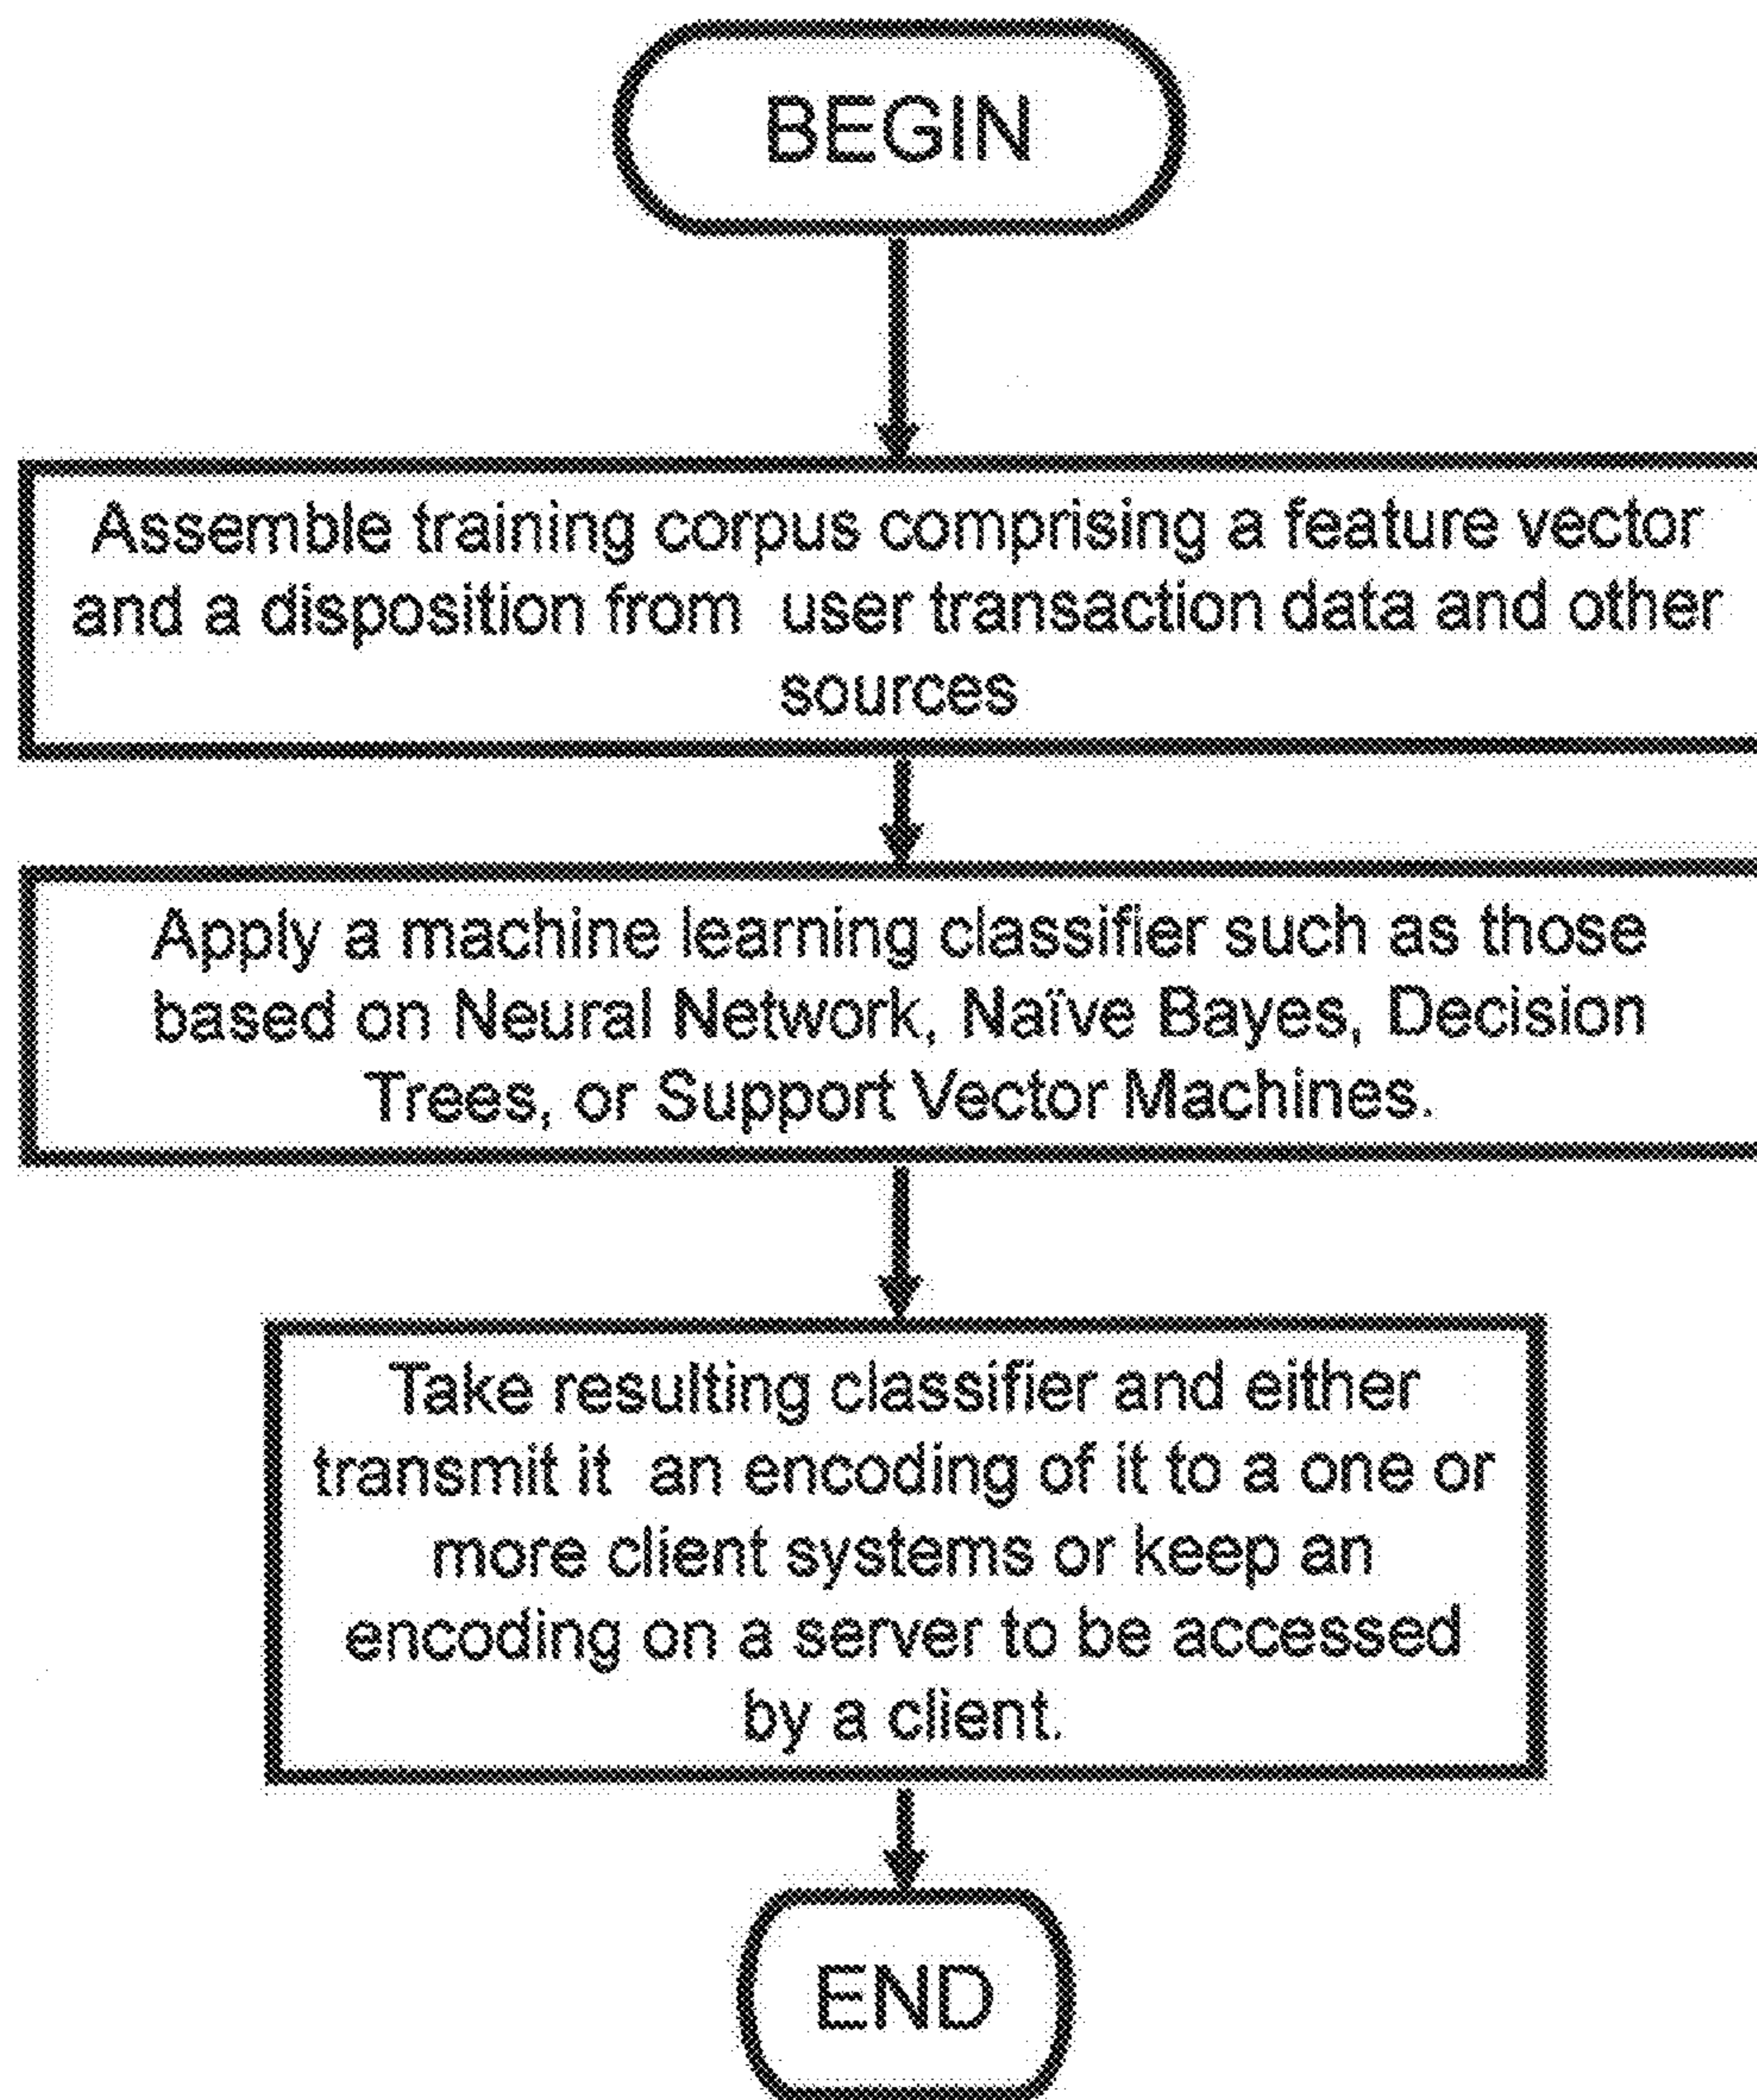 BEGIN
Assemble training corpus comprising a feature vector
and a disposition from user transaction data and other
sources
Apply a machine learning classifier such as those
based on Neural Network, Naïve Bayes, Decision
Trees, or Support Vector Machines.
Take resulting classifier and either
transmit it an encoding of it to a one or
more client systems or keep an
encoding on a server to be accessed
by a client.
END